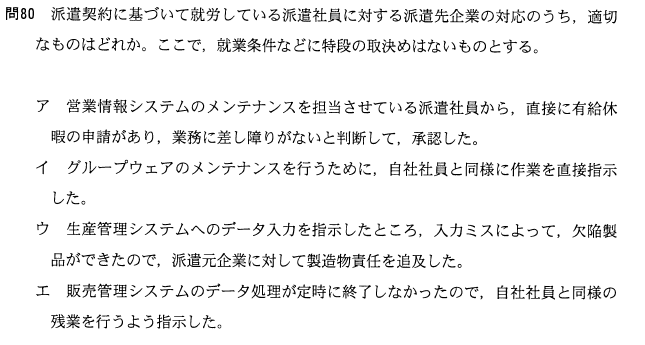 問80 派遣契約に基づいて就労している派遣社員に対する派遣先企業の対応のうち，適切
なものはどれか。ここで，就業条件などに特段の取決めはないものとする。
ア 営業情報システムのメンテナンスを担当させている派遣社員から，直接に有給休
暇の申請があり，業務に差し障りがないと判断して，承認した。
イ グループウェアのメンテナンスを行うために，自社社員と同様に作業を直接指示
した。
ウ 生産管理システムへのデータ入力を指示したところ，入力ミスによって，欠陥製
品ができたので，派遣元企業に対して製造物責任を追及した。
エ 販売管理システムのデータ処理が定時に終了しなかったので，自社社員と同様の
残業を行うよう指示した。